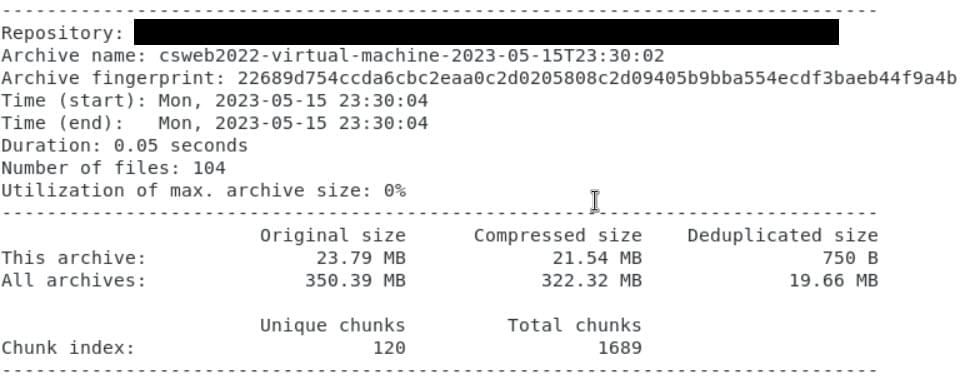 ------------------------------------------------------------------------------
Repository:
Archive name: csweb2022-virtual-machine-2023-05-15T23:30:02
Archive fingerprint: 22689d754ccda6cbc2eaa0c2d0205808c2d09405b9bba554ecdf3baeb44f9a4b
Time (start): Mon, 2023-05-15 23:30:04
Time (end):   Mon, 2023-05-15 23:30:04
Duration: 0.05 seconds
Number of files: 104
Utilization of max. archive size: 0%
------------------------------------------------------------------------------
                       Original size      Compressed size    Deduplicated size
This archive:               23.79 MB             21.54 MB                750 B
All archives:              350.39 MB            322.32 MB             19.66 MB

                       Unique chunks         Total chunks
Chunk index:                     120                 1689
------------------------------------------------------------------------------